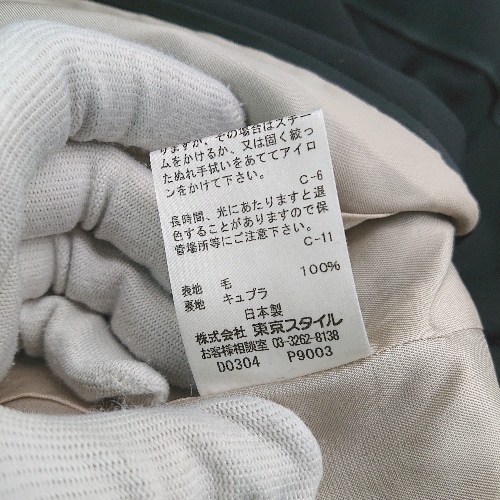 りますが、その場合はスチー
ムをかけるか、又は固く絞っ
たぬれ手拭いをあててアイロ
ンをかけて下さい。
C-6
長時間、光にあたりますと退
色することがありますので保
管場所等にご注意下さい。
C-11
表地 毛 100%
裏地 キュプラ
日本製
株式会社 東京スタイル
お客様相談室 03-3262-8138
D0304 P9003